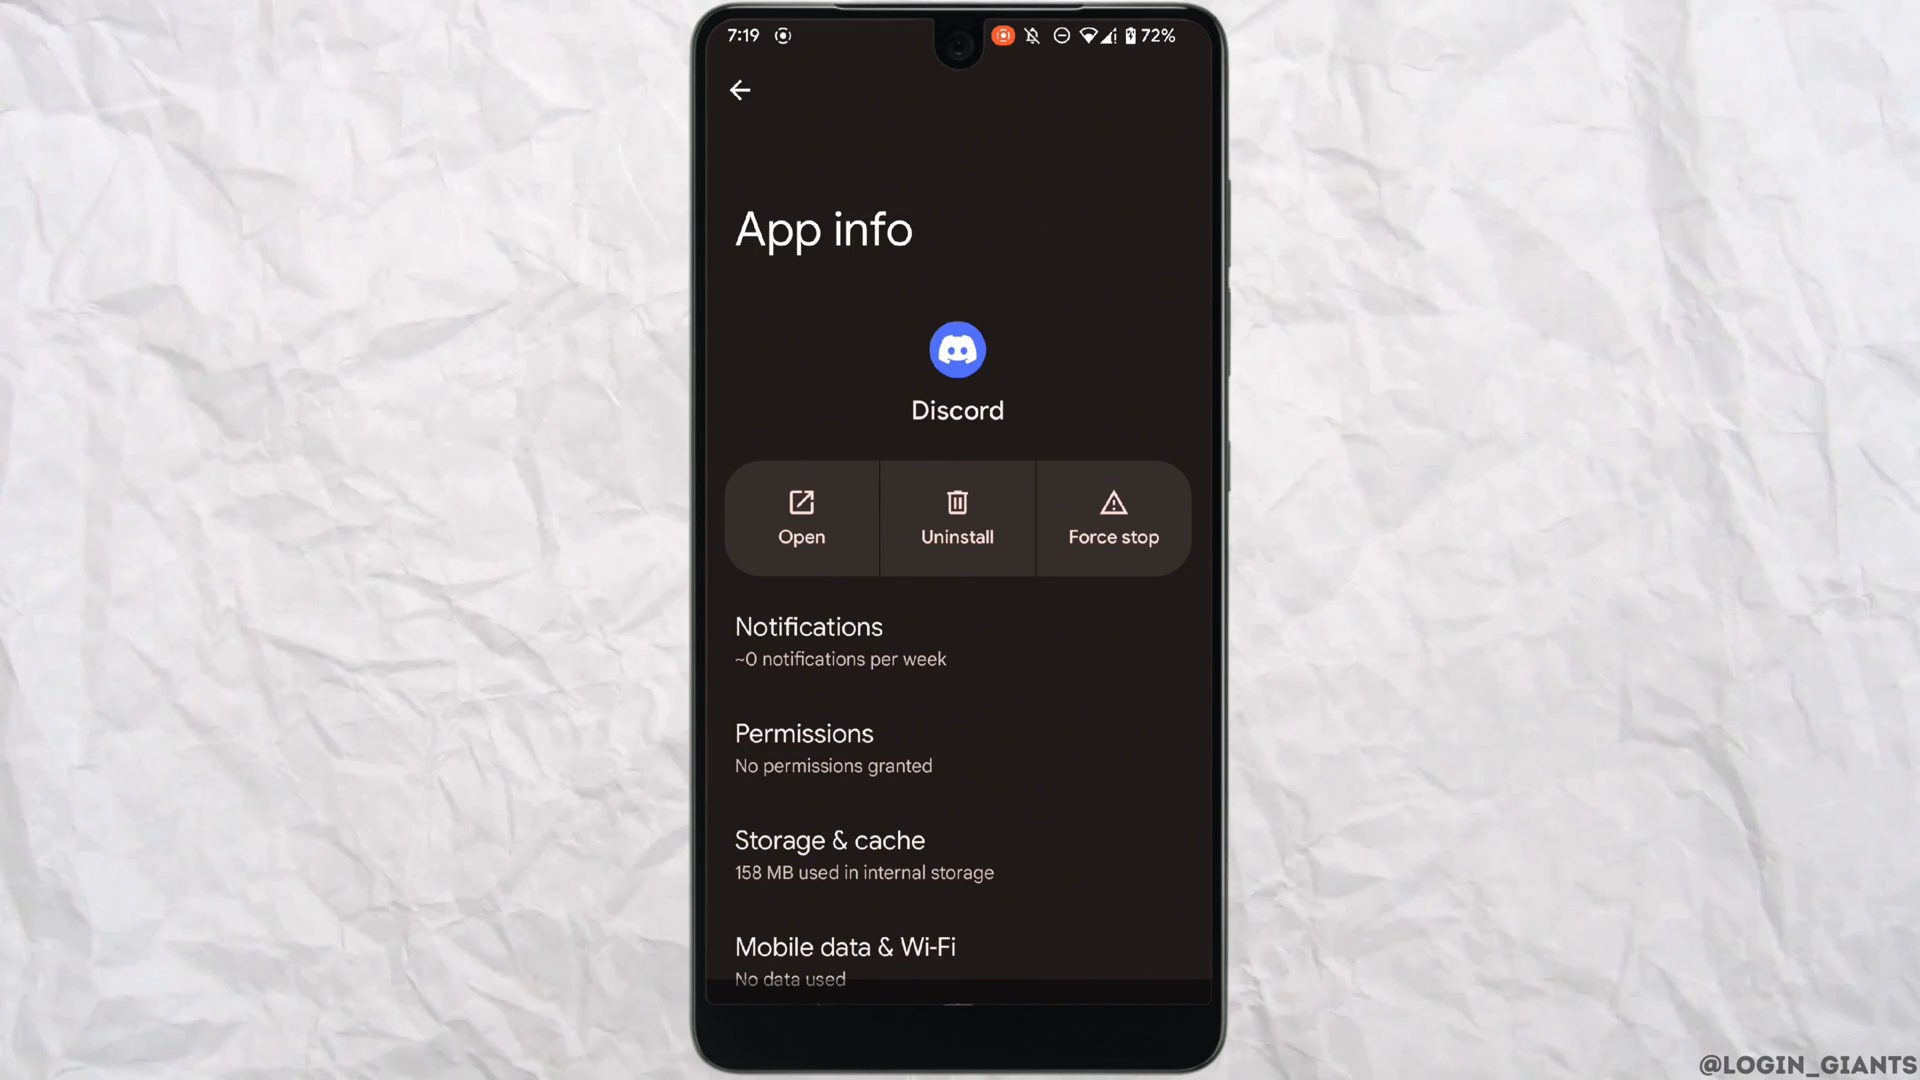 7:19
72%
App info
Discord
Open
Uninstall
Force stop
Notifications
~0 notifications per week
Permissions
No permissions granted
Storage & cache
158 MB used in internal storage
Mobile data & Wi-Fi
No data used
@LOGIN_GIANTS